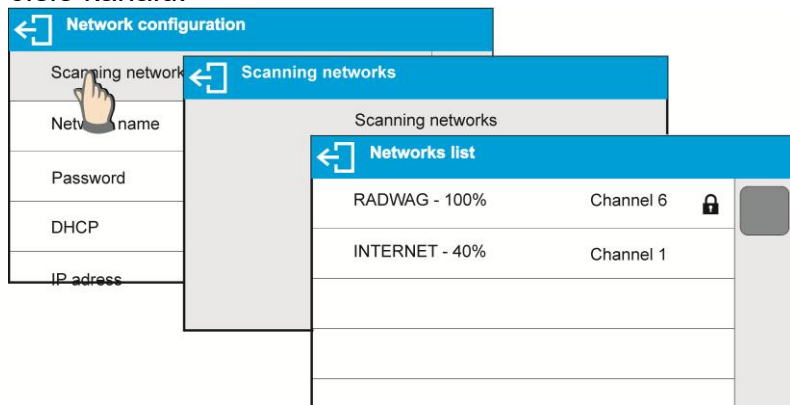 Network configuration
Scanning network
Network name
Password
DHCP
IP adress
Scanning networks
Scanning networks
Networks list
RADWAG - 100% Channel 6
INTERNET - 40% Channel 1